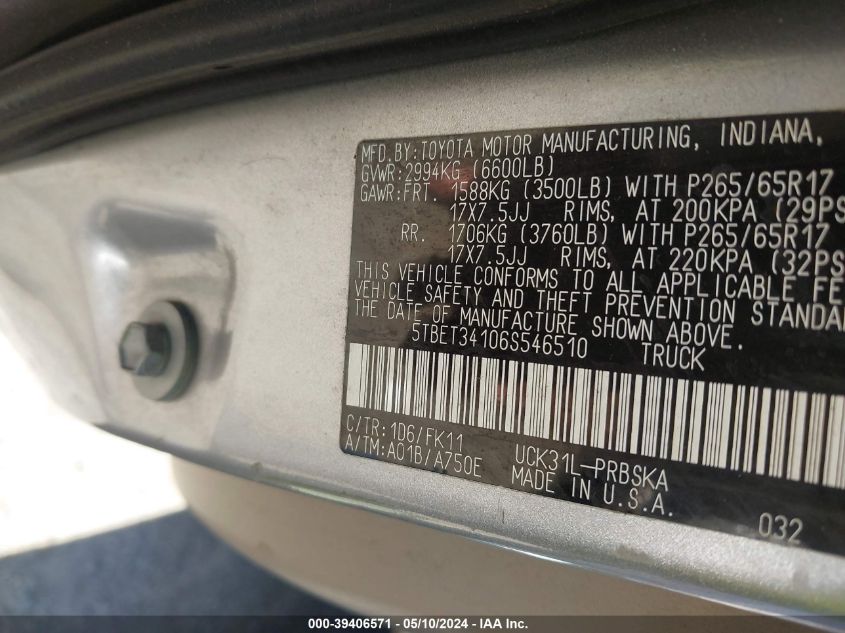 MFD.BY:TOYOTA MOTOR MANUFACTURING, INDIANA,
GVWR:2994KG (6600LB)
GAWR:FRT. 1588KG (3500LB) WITH P265/65R17
17X7.5JJ RIMS, AT 200KPA (29PS
RR. 1706KG (3760LB) WITH P265/65R17
17X7.5JJ RIMS, AT 220KPA (32PS
THIS VEHICLE CONFORMS TO ALL APPLICABLE FE
VEHICLE SAFETY AND THEFT PREVENTION STANDA
THE DATE OF MANUFACTURE SHOWN ABOVE.
5TBET34106S546510 TRUCK
C/TR:1D6/FK11 UCK31L-PRBSKA
A/TM:A01B/A750E MADE IN U.S.A.
032
000-39406571 / 05/10/2024 - IAA Inc.